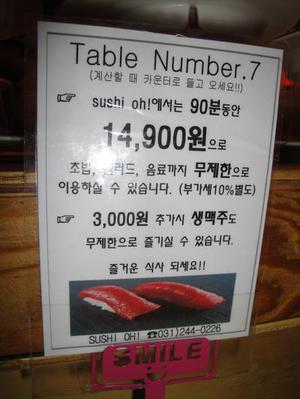 Table Number.7
(계산할 때 카운터로 들고 오세요!!)
☞ sushi oh!에서는 90분동안
14,900원으로
초밥, 샐러드, 음료까지 무제한으로
이용하실 수 있습니다. (부가세10%별도)
☞ 3,000원 추가시 생맥주도
무제한으로 즐기실 수 있습니다.
즐거운 식사 되세요!!
SUSHI OH! ☎031)244-0226
SMILE